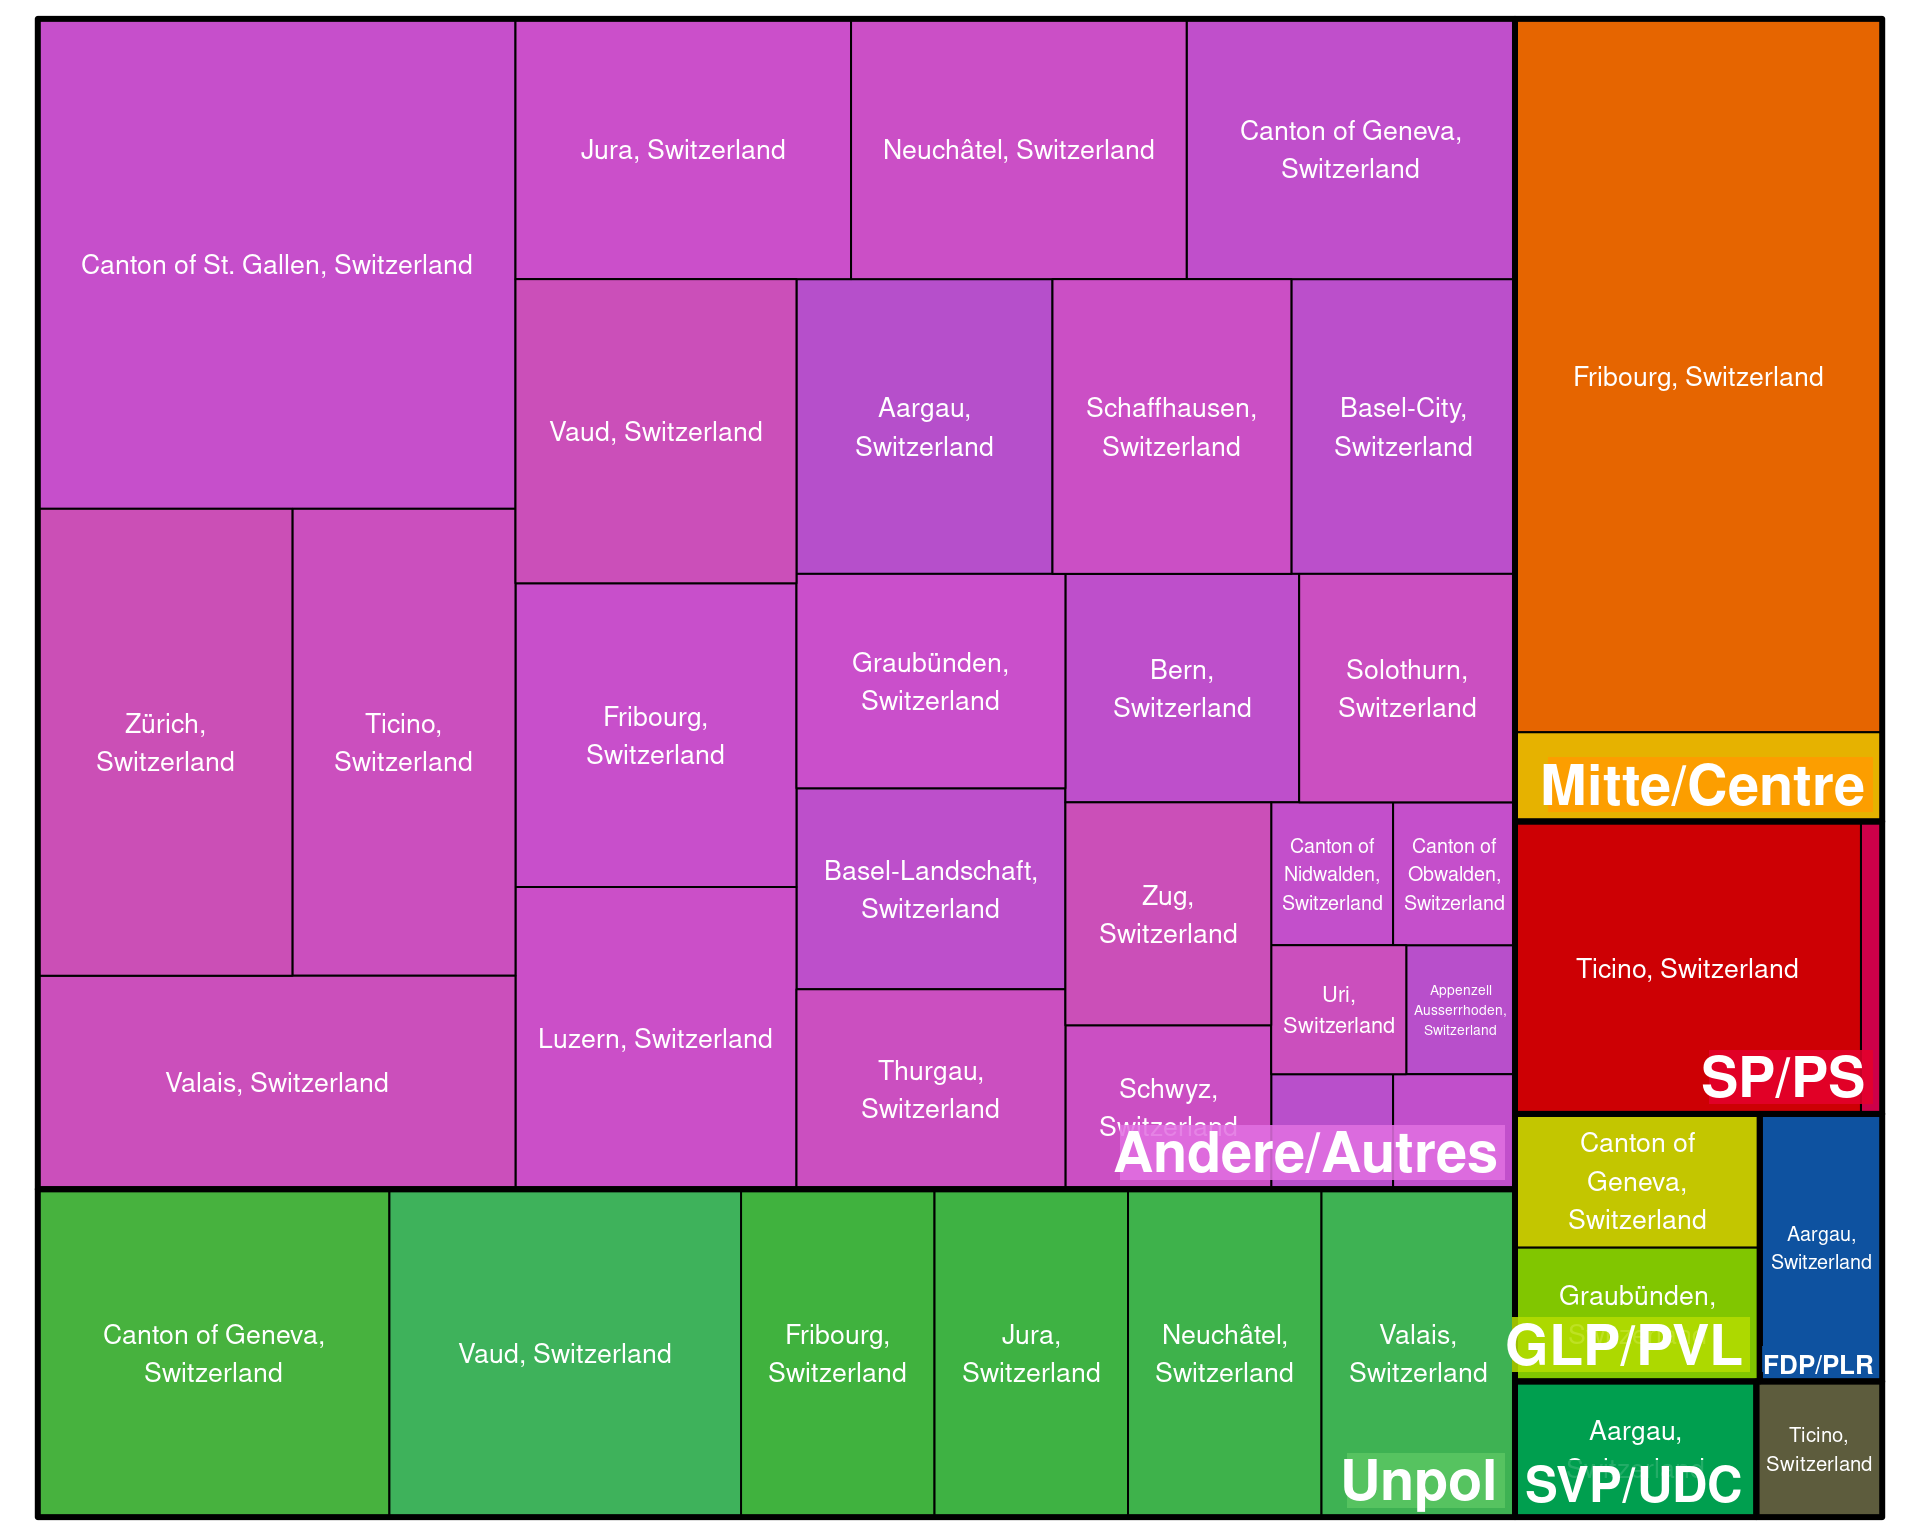 Canton of St. Gallen, Switzerland
Jura, Switzerland
Neuchâtel, Switzerland
Canton of Geneva,
Switzerland
Vaud, Switzerland
Aargau,
Switzerland
Schaffhausen,
Switzerland
Basel-City,
Switzerland
Zürich,
Switzerland
Ticino,
Switzerland
Fribourg,
Switzerland
Graubünden,
Switzerland
Bern,
Switzerland
Solothurn,
Switzerland
Basel-Landschaft,
Switzerland
Zug,
Switzerland
Canton of
Nidwalden,
Switzerland
Canton of
Obwalden,
Switzerland
Uri,
Switzerland
Appenzell
Ausserrhoden,
Switzerland
Valais, Switzerland
Luzern, Switzerland
Thurgau,
Switzerland
Schwyz,
Switzerland
Andere/Autres
Fribourg, Switzerland
Mitte/Centre
Ticino, Switzerland
SP/PS
Canton of Geneva,
Switzerland
Vaud, Switzerland
Fribourg,
Switzerland
Jura,
Switzerland
Neuchâtel,
Switzerland
Valais,
Switzerland
Unpol
Canton of
Geneva,
Switzerland
Graubünden,
GLP/PVL
Aargau,
Switzerland
FDP/PLR
Aargau,
Switzerland
SVP/UDC
Ticino,
Switzerland